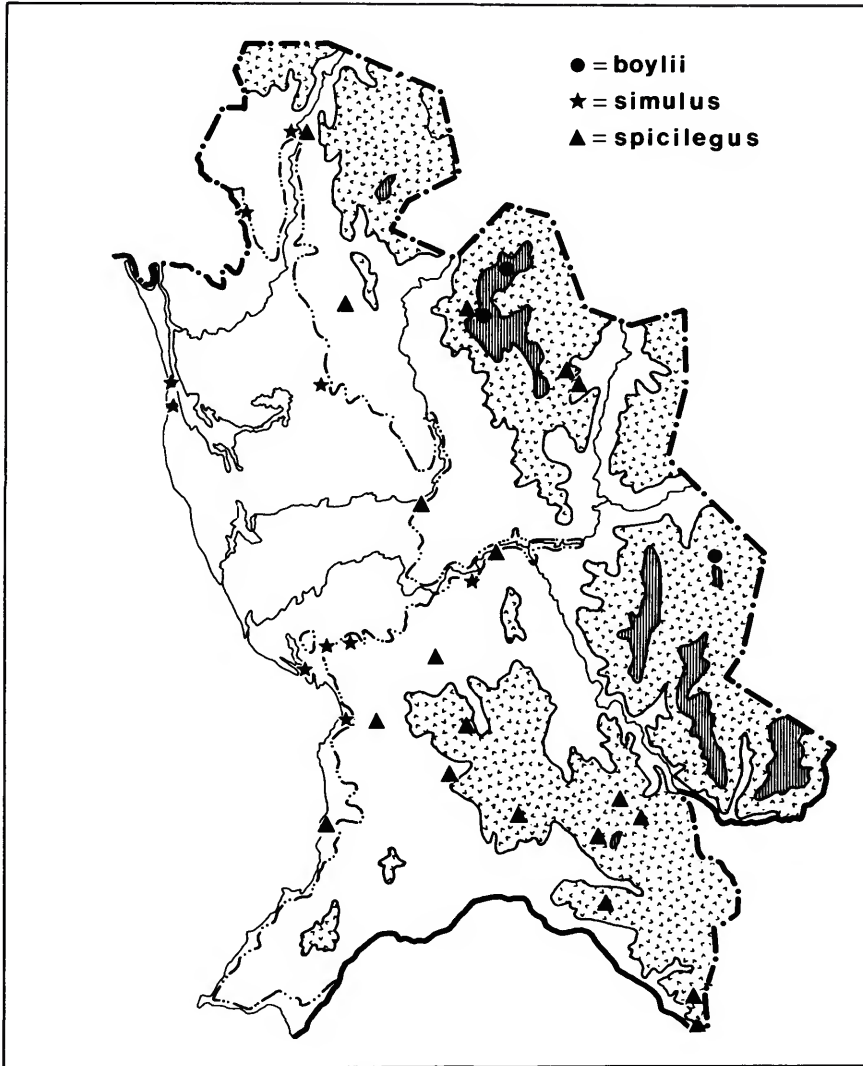 ● = boylii
★ = simulus
▲ = spicilegus